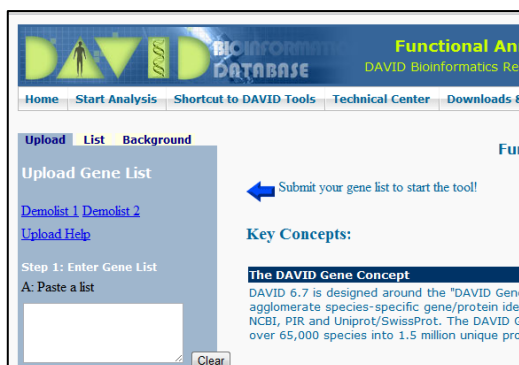 DAVID BIOINFORMATICS DATABASE
Functional An
DAVID Bioinformatics Re
Home Start Analysis Shortcut to DAVID Tools Technical Center Downloads &
Upload List Background
Upload Gene List
Demolist 1 Demolist 2
Upload Help
Step 1: Enter Gene List
A: Paste a list
Clear
Fu
Submit your gene list to start the tool!
Key Concepts:
The DAVID Gene Concept
DAVID 6.7 is designed around the "DAVID Gen
agglomerate species-specific gene/protein ide
NCBI, PIR and Uniprot/SwissProt. The DAVID G
over 65,000 species into 1.5 million unique pro